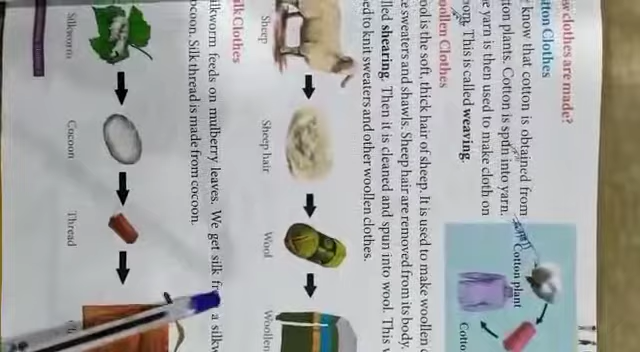 w clothes are made?
tton Clothes
know that cotton is obtained from
ton plants. Cotton is spun into yarn.
e yarn is then used to make cloth on
oom. This is called weaving.
Cotton plant
Cotto
oollen Clothes
ool is the soft, thick hair of sheep. It is used to make woollen c
e sweaters and shawls. Sheep hair are removed from its body.
lled shearing. Then it is cleaned and spun into wool. This w
ed to knit sweaters and other woollen clothes.
Sheep
Sheep hair
Wool
Woollen
lk Clothes
ilkworm feeds on mulberry leaves. We get silk fr a silkw
ocoon. Silk thread is made from cocoon.
Silkworm
Cocoon
Thread